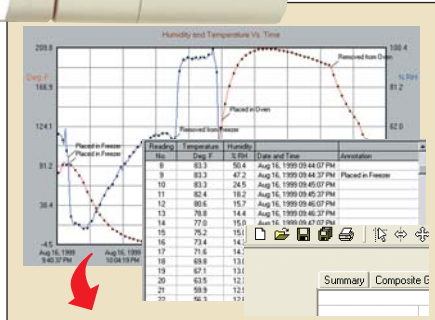 Humidity and Temperature Vs. Time
209.8
100.4
Removed from Oven
Deg. F
% RH
166.9
81.2
Placed in Oven
124.1
62.0
Placed in Freezer
Placed in Freezer
Removed from Freezer
81.2
38.4
-4.5
Aug 16, 1999
9:40:37 PM
Aug 16, 1999
10:04:19 PM
Reading Temperature Humidity
No. Deg. F % RH Date and Time Annotation
8 83.3 50.4 Aug 16, 1999 09:44:07 PM
9 83.3 47.2 Aug 16, 1999 09:44:37 PM Placed in Freezer
10 83.3 24.5 Aug 16, 1999 09:45:07 PM
11 82.4 18.2 Aug 16, 1999 09:45:37 PM
12 80.6 15.7 Aug 16, 1999 09:46:07 PM
13 78.8 14.4 Aug 16, 1999 09:46:37 PM
14 77.0 15.0 Aug 16, 1999 09:47:07 PM
15 75.2
16 73.4
17 71.6
18 69.8
19 67.1
20 63.5
21 59.9
22 56.3
Summary Composite G